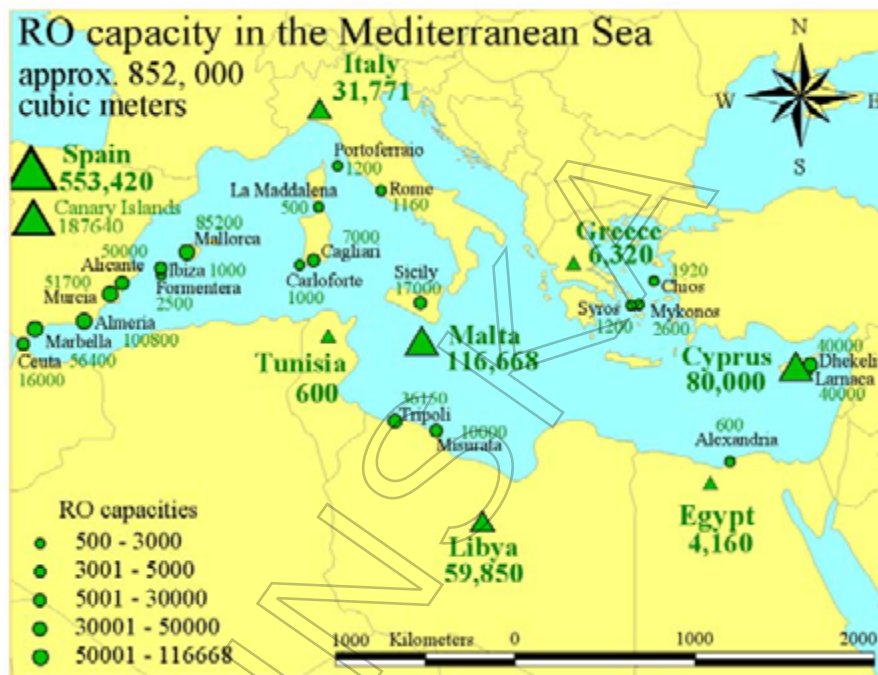 RO capacity in the Mediterranean Sea
approx. 852, 000
cubic meters
Italy
31,771
N
W
E
S
Spain
553,420
Canary Islands
187640
Portoferraio
1200
La Maddalena
500
Rome
1160
85200
Mallorca
50000
Alicante
Ibiza
1000
Formentera
2500
51700
Murcia
Almeria
100800
Marbella
56400
Ceuta
16000
7000
Cagliari
Carloforte
1000
Sicily
17000
Greece
6,320
1920
Chios
Syros
1200
Mykonos
2600
Malta
116,668
Tunisia
600
Cyprus
80,000
40000
Dhekeli
Larnaca
40000
36150
Tripoli
10000
Misurata
600
Alexandria
Egypt
4,160
Libya
59,850
RO capacities
500 - 3000
3001 - 5000
5001 - 30000
30001 - 50000
50001 - 116668
1000 Kilometers 0 1000 2000